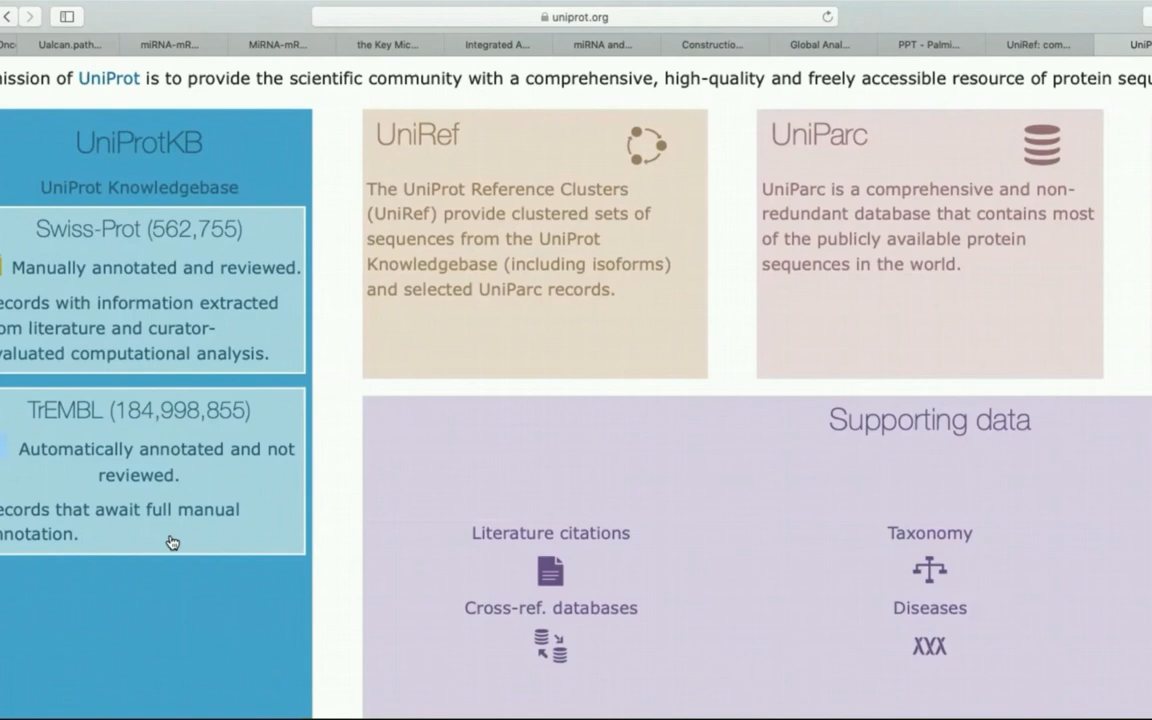 uniprot.org
Onc
Ualcan.path...
miRNA-mR...
MiRNA-mR...
the Key Mic...
Integrated A...
miRNA and...
Constructio...
Global Anal...
PPT - Palmi...
UniRef: com...
UniP
ission of UniProt is to provide the scientific community with a comprehensive, high-quality and freely accessible resource of protein sequ
UniProtKB
UniProt Knowledgebase
Swiss-Prot (562,755)
Manually annotated and reviewed.
ecords with information extracted
om literature and curator-
valuated computational analysis.
TrEMBL (184,998,855)
Automatically annotated and not
reviewed.
ecords that await full manual
nnotation.
UniRef
The UniProt Reference Clusters
(UniRef) provide clustered sets of
sequences from the UniProt
Knowledgebase (including isoforms)
and selected UniParc records.
UniParc
UniParc is a comprehensive and non-
redundant database that contains most
of the publicly available protein
sequences in the world.
Supporting data
Literature citations
Taxonomy
Cross-ref. databases
Diseases